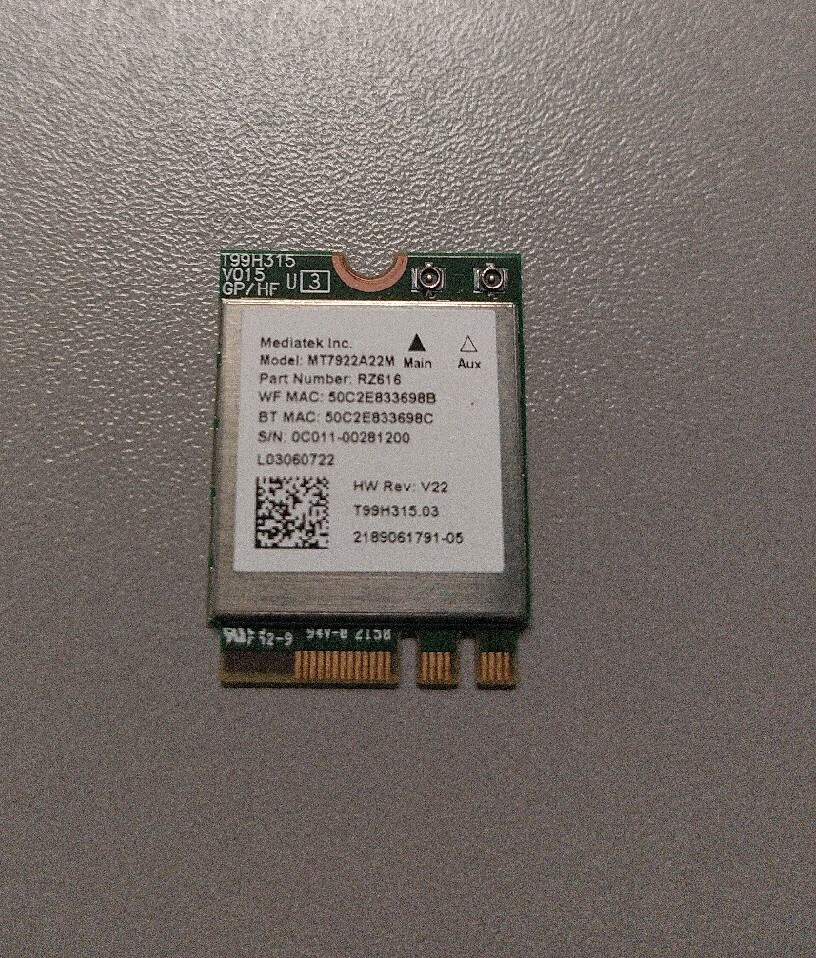 T99H315
V015 U 3
GP/HF
Mediatek Inc.
Model: MT7922A22M Main Aux
Part Number: RZ616
WF MAC: 50C2E833698B
BT MAC: 50C2E833698C
S/N: 0C011-00281200
L03060722
HW Rev: V22
T99H315.03
2189061791-05